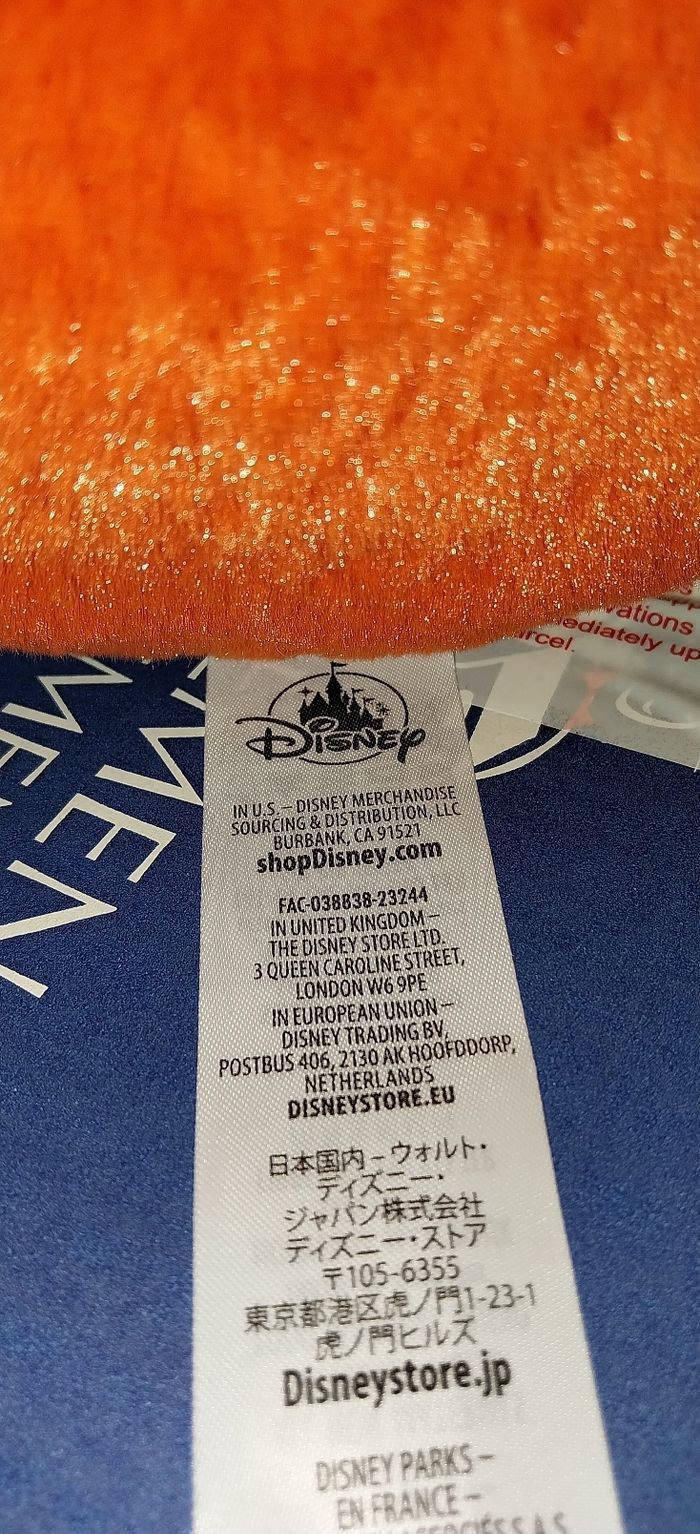 Disney
IN U.S. – DISNEY MERCHANDISE
SOURCING & DISTRIBUTION, LLC
BURBANK, CA 91521
shopDisney.com
FAC-038838-23244
IN UNITED KINGDOM –
THE DISNEY STORE LTD.
3 QUEEN CAROLINE STREET,
LONDON W6 9PE
IN EUROPEAN UNION –
DISNEY TRADING BV,
POSTBUS 406, 2130 AK HOOFDDORP,
NETHERLANDS
DISNEYSTORE.EU
日本国内 – ウォルト・
ディズニー・
ジャパン株式会社
ディズニー・ストア
〒105-6355
東京都港区虎ノ門1-23-1
虎ノ門ヒルズ
Disneystore.jp
DISNEY PARKS –
EN FRANCE –
MEN
up